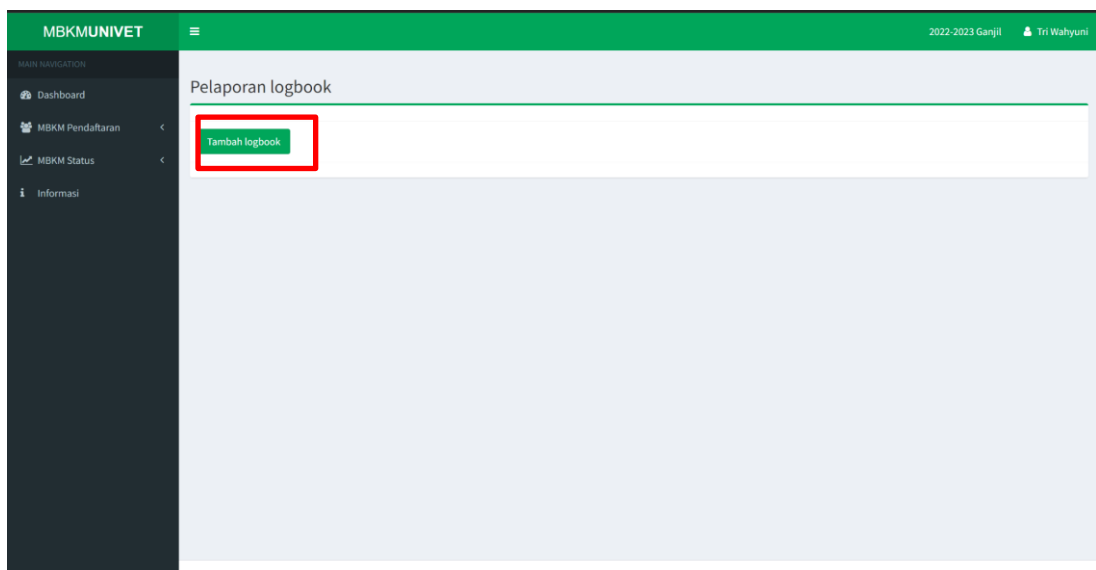 MBKMUNIVET
2022-2023 Ganjil
Tri Wahyuni
MAIN NAVIGATION
Dashboard
MBKM Pendaftaran
MBKM Status
Informasi
Pelaporan logbook
Tambah logbook